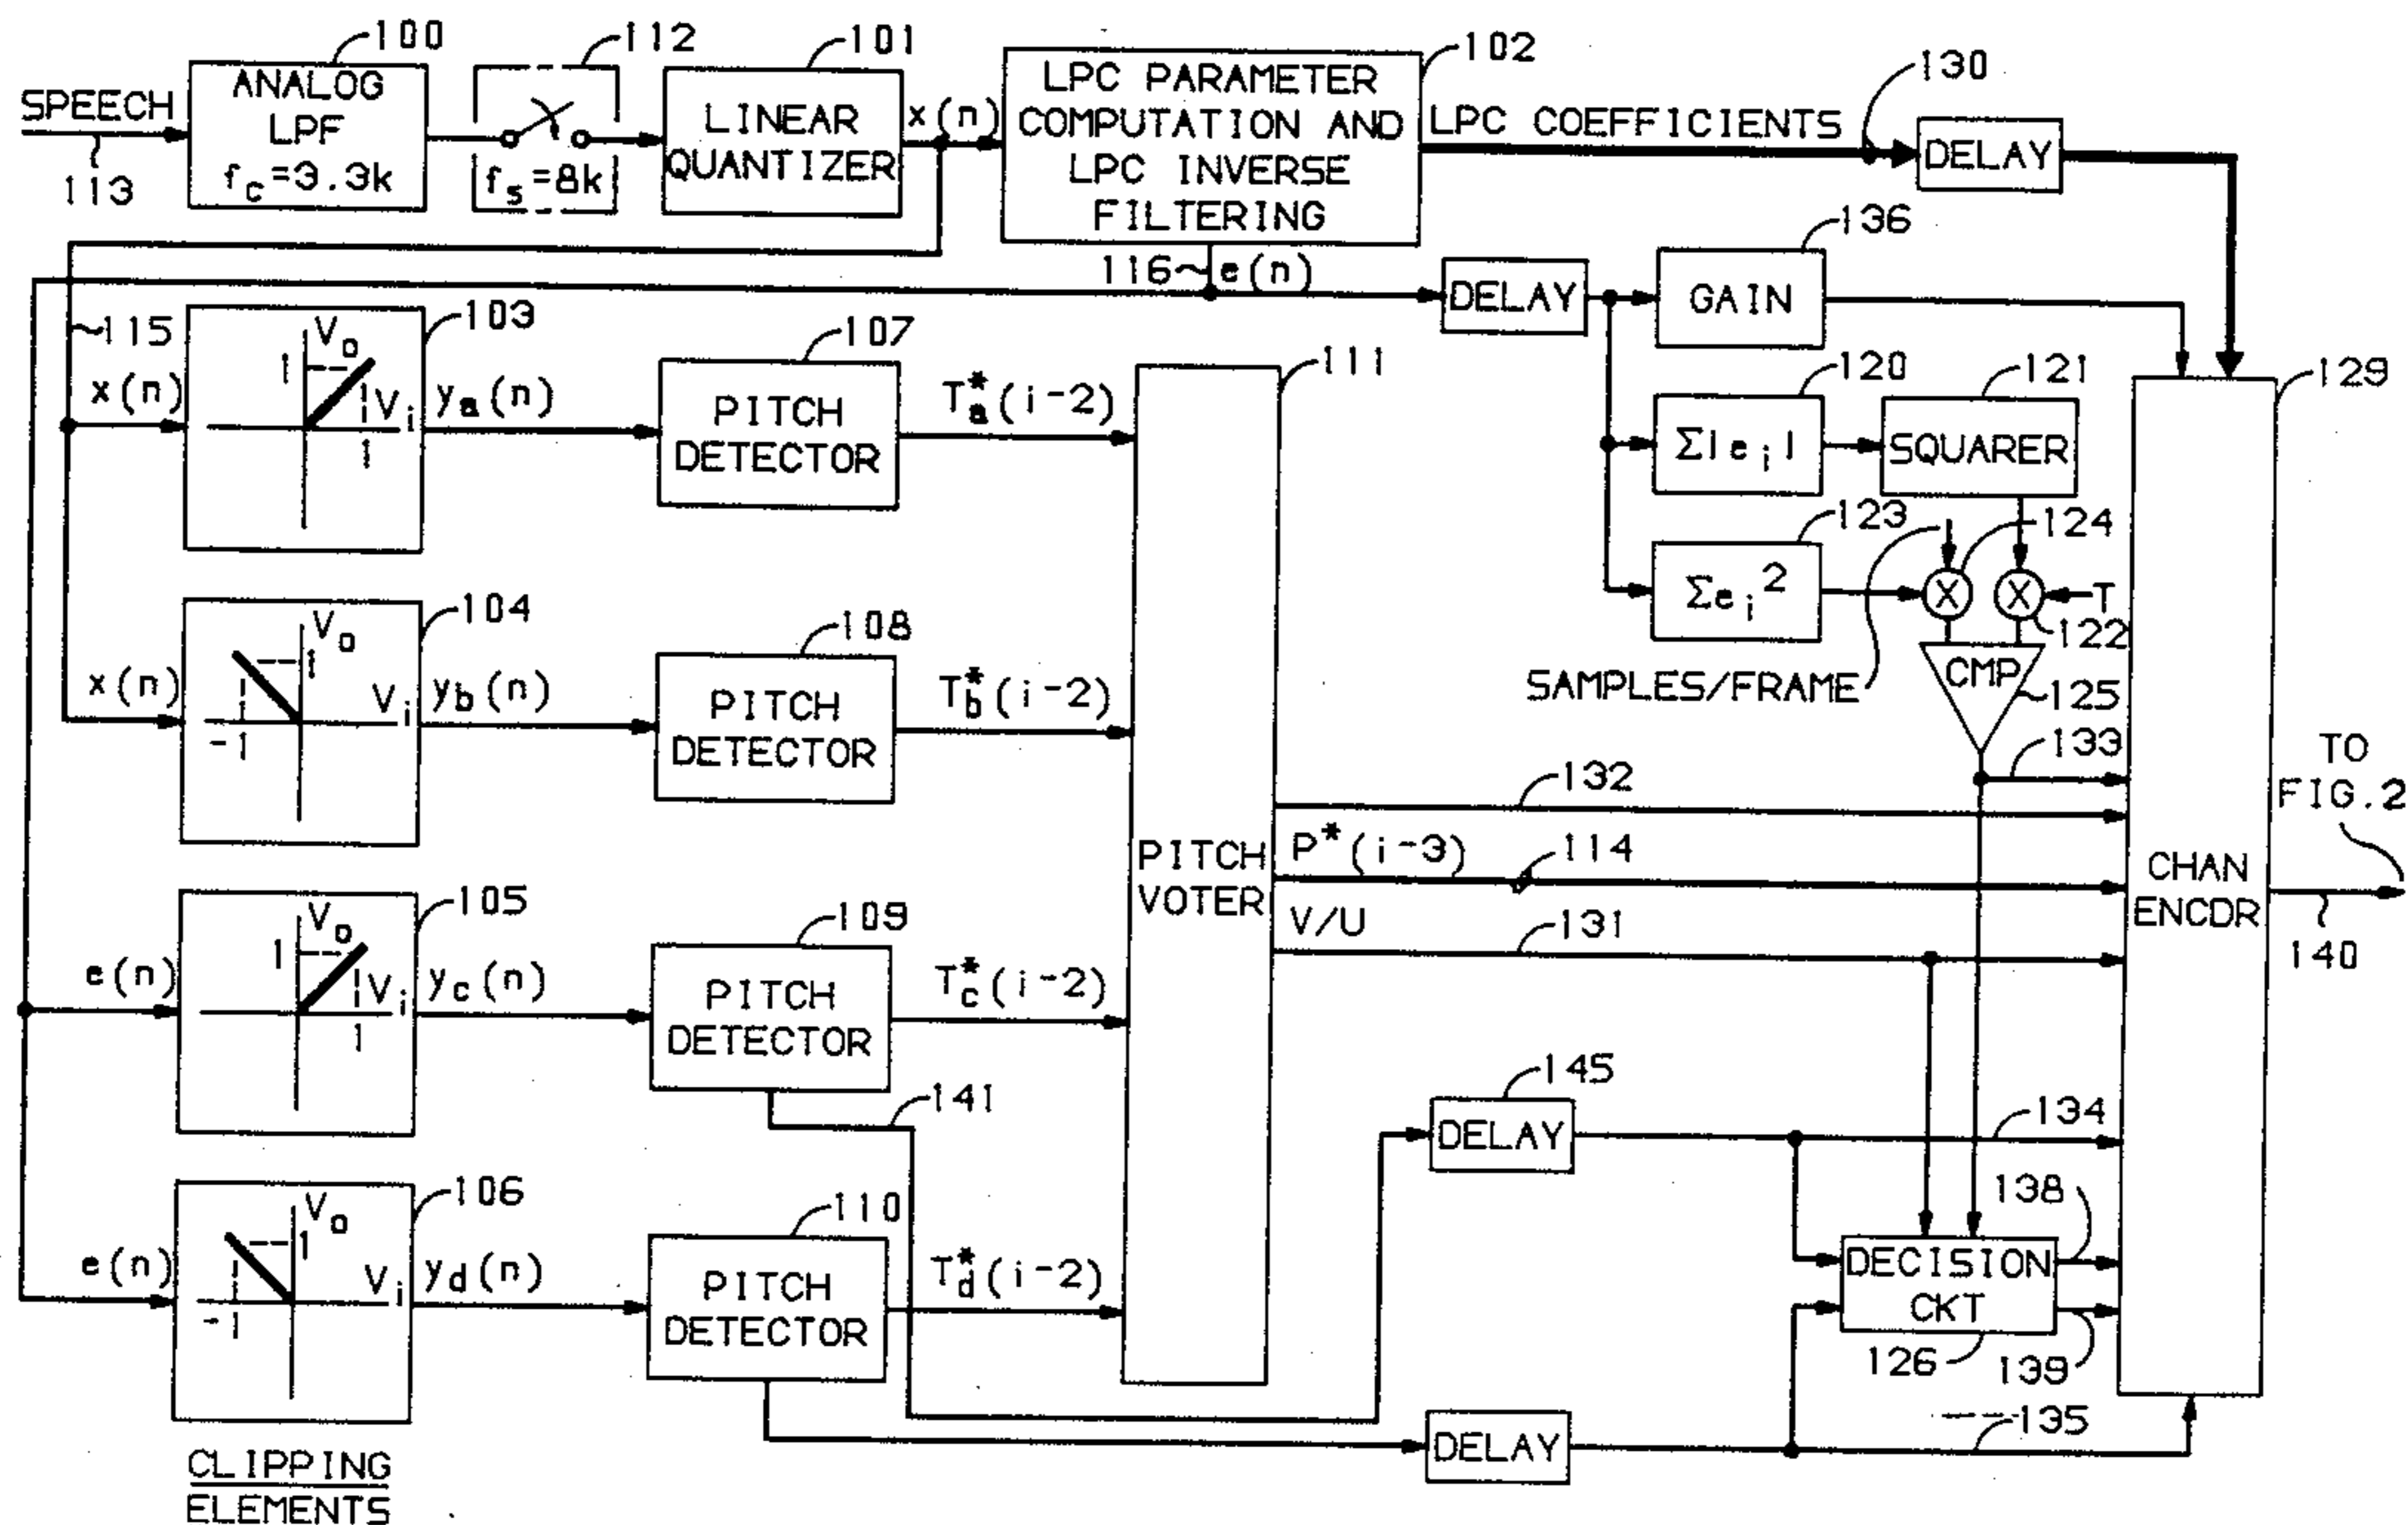 100
112
101
102
130
SPEECH
113
ANALOG
LPF
f_c=3.3k
f_s=8k
LINEAR
QUANTIZER
x(n)
LPC PARAMETER
COMPUTATION AND
LPC INVERSE
FILTERING
LPC COEFFICIENTS
DELAY
136
116
e(n)
DELAY
GAIN
115
x(n)
103
V_o
1
V_i
1
y_a(n)
107
PITCH
DETECTOR
T_a*(i-2)
111
120
Σ|e_i|
121
SQUARER
129
123
Σe_i^2
124
X
X
T
122
SAMPLES/FRAME
CMP
125
133
x(n)
104
V_o
1
V_i
-1
y_b(n)
108
PITCH
DETECTOR
T_b*(i-2)
132
PITCH
VOTER
P*(i-3)
114
V/U
131
CHAN
ENCDR
TO
FIG.2
140
e(n)
105
V_o
1
V_i
1
y_c(n)
109
PITCH
DETECTOR
T_c*(i-2)
141
145
DELAY
134
e(n)
106
V_o
1
V_i
-1
y_d(n)
110
PITCH
DETECTOR
T_d*(i-2)
138
DECISION
CKT
126
139
DELAY
135
CLIPPING
ELEMENTS